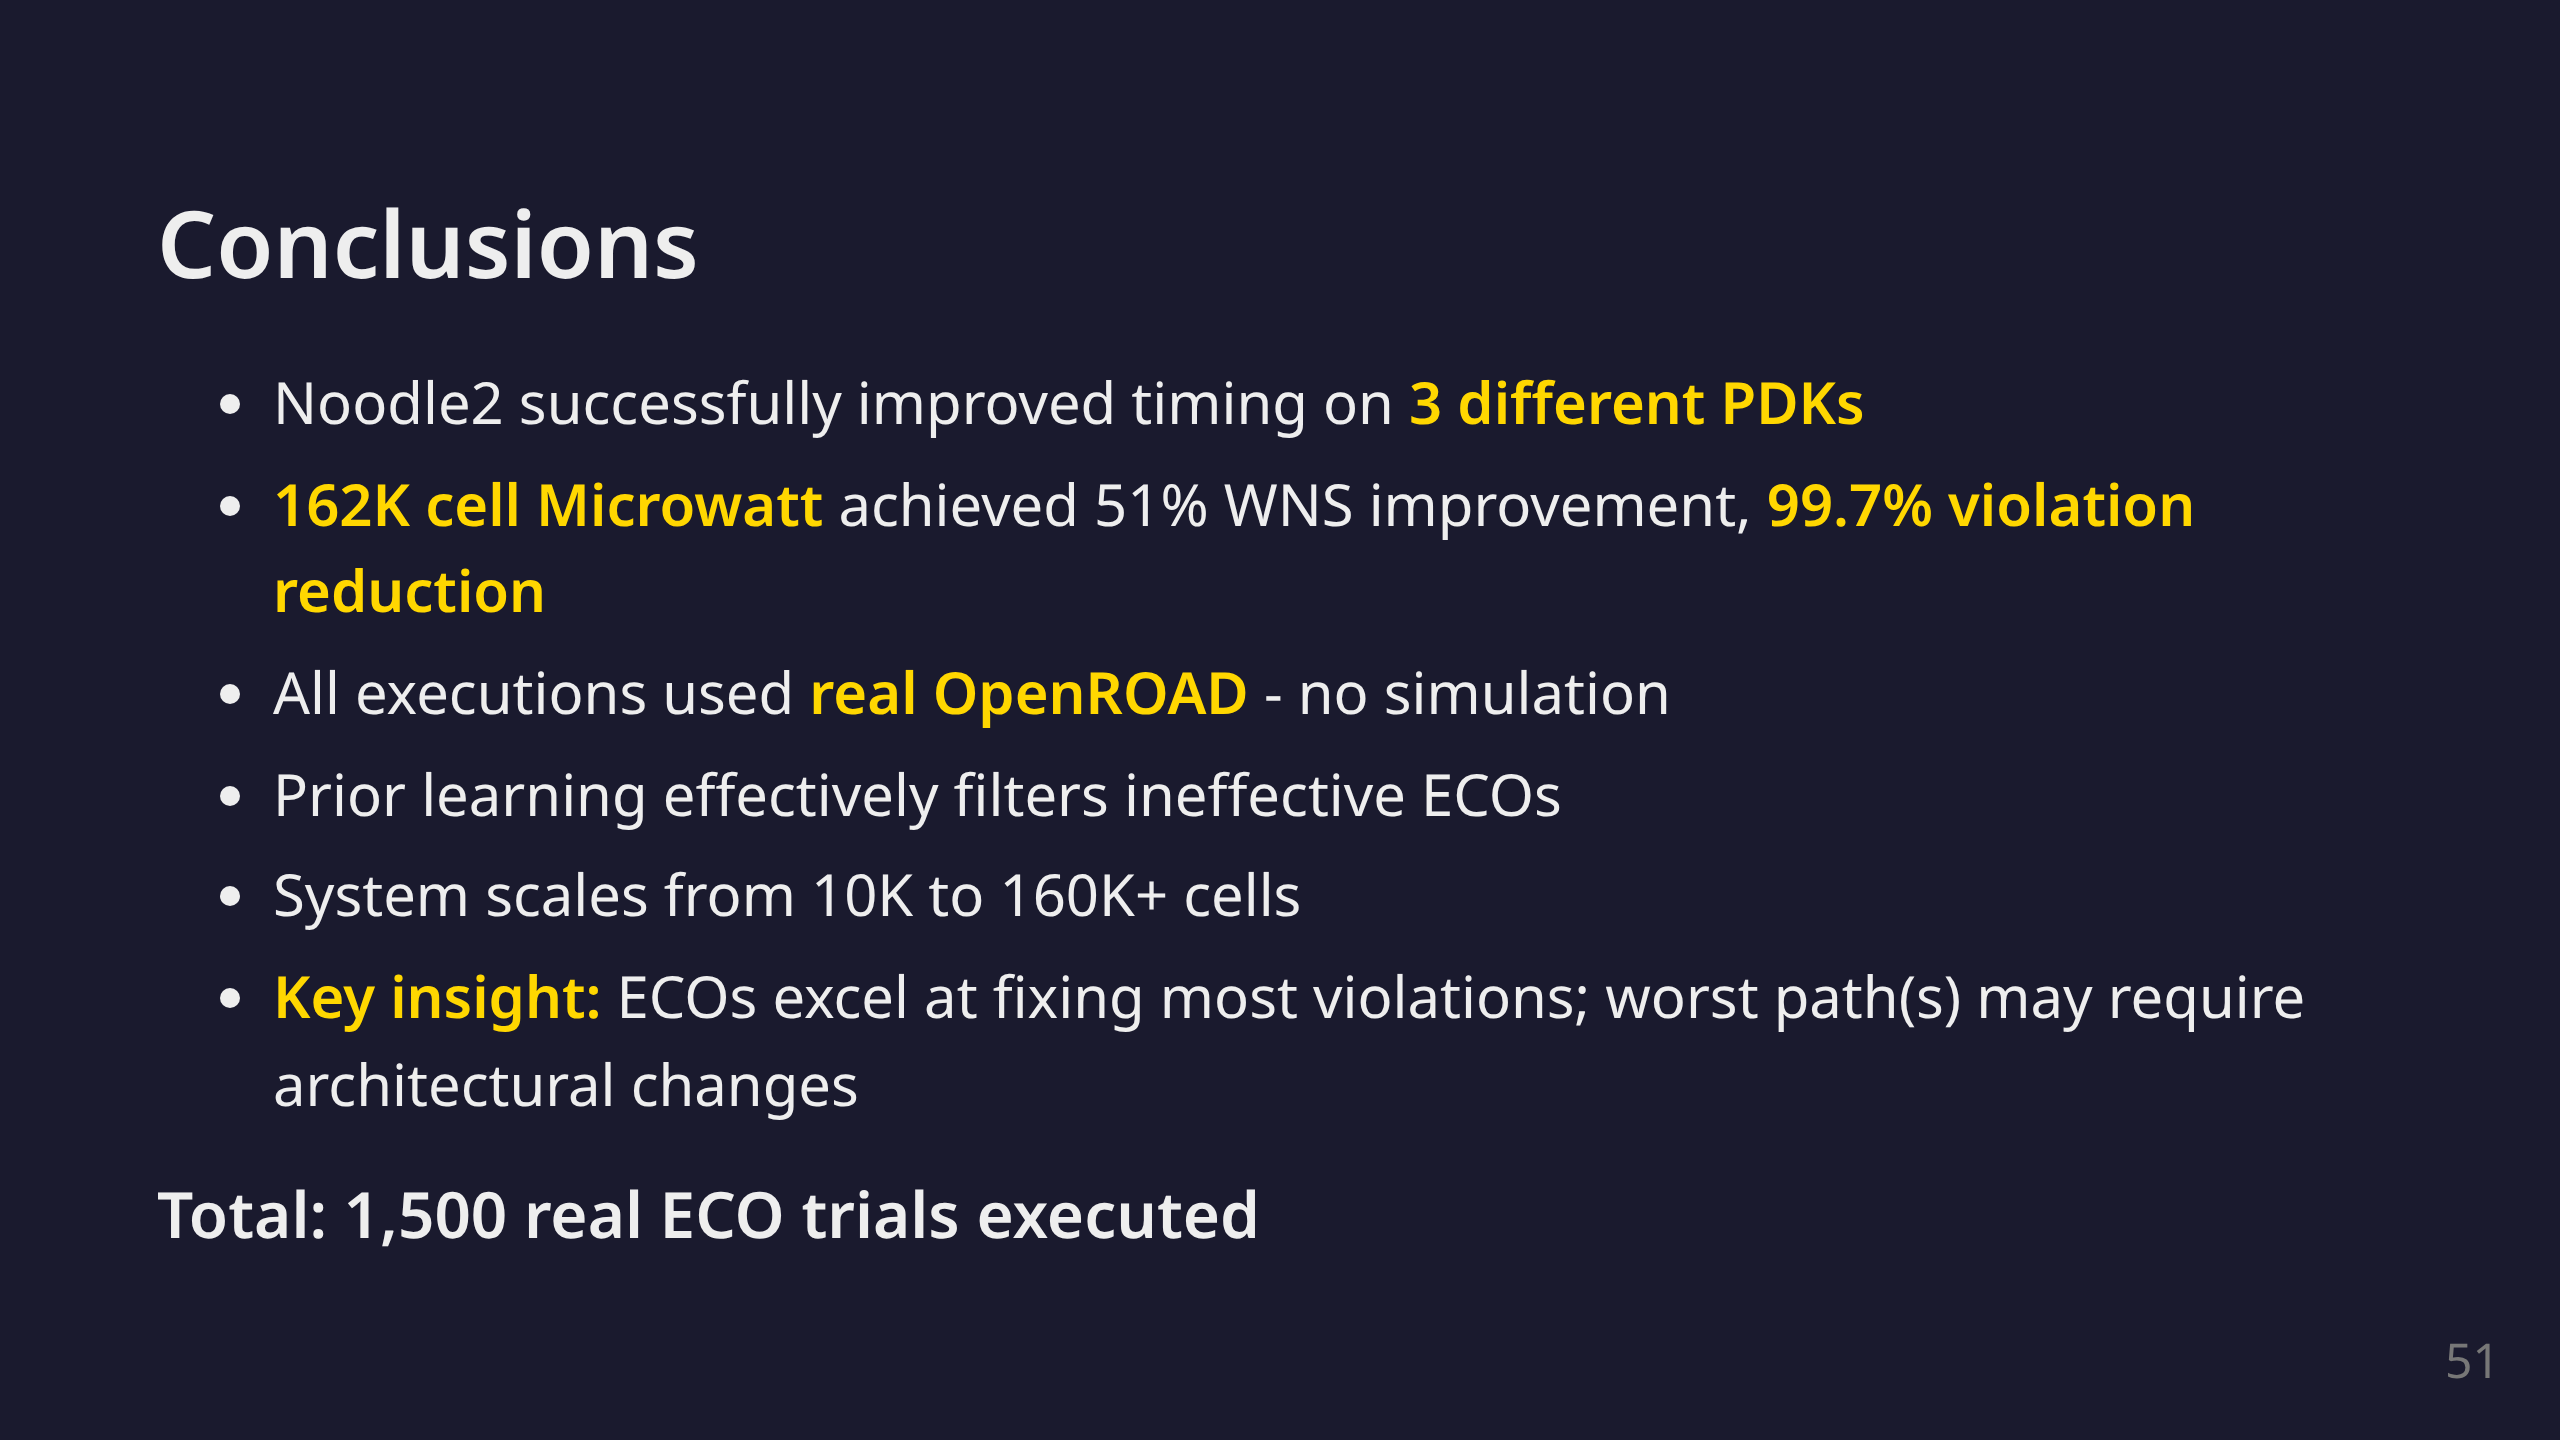 Conclusions
• Noodle2 successfully improved timing on 3 different PDKs
• 162K cell Microwatt achieved 51% WNS improvement, 99.7% violation
reduction
• All executions used real OpenROAD - no simulation
• Prior learning effectively filters ineffective ECOs
• System scales from 10K to 160K+ cells
• Key insight: ECOs excel at fixing most violations; worst path(s) may require
architectural changes
Total: 1,500 real ECO trials executed
51